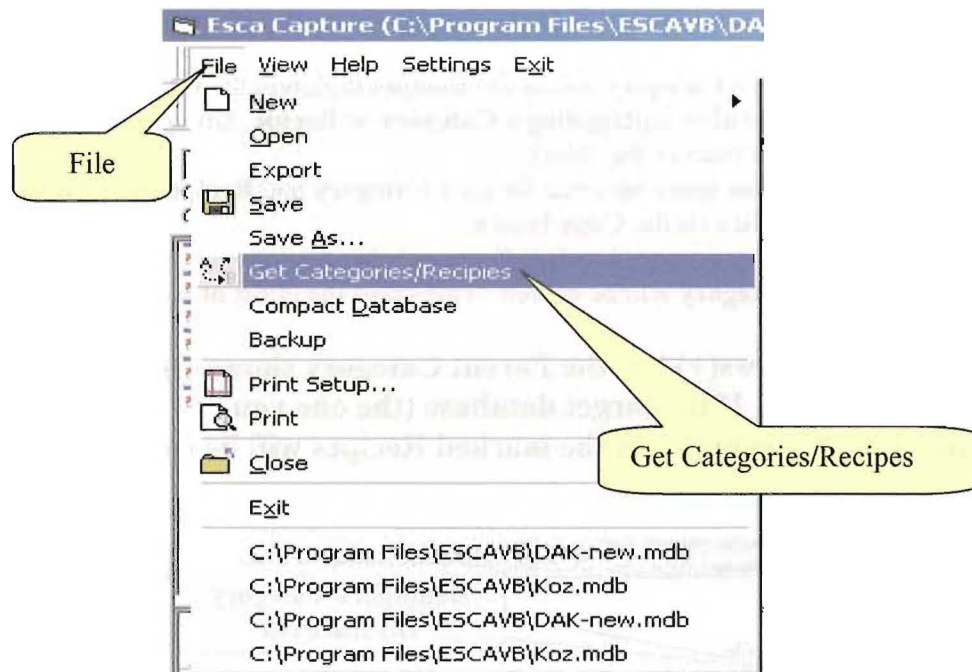 Esca Capture (C:\Program Files\ESCAVB\DA
File View Help Settings Exit
New
Open
Export
Save
Save As...
Get Categories/Recipies
Compact Database
Backup
Print Setup...
Print
Close
Exit
C:\Program Files\ESCAVB\DAK-new.mdb
C:\Program Files\ESCAVB\Koz.mdb
C:\Program Files\ESCAVB\DAK-new.mdb
C:\Program Files\ESCAVB\Koz.mdb
File
Get Categories/Recipes